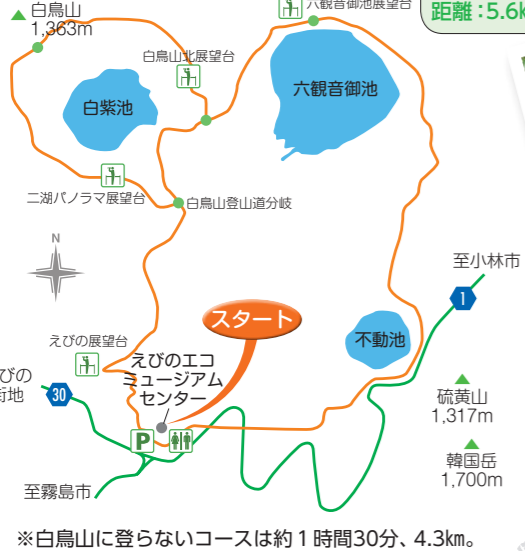 白鳥山
1,363m
六観音御池展望台
距離:5.6k
白鳥山北展望台
六観音御池
白紫池
二湖パノラマ展望台
白鳥山登山道分岐
N
至小林市
1
スタート
不動池
えびの展望台
えびのエコ
ミュージアム
センター
びの
街地
30
硫黄山
1,317m
P
韓国岳
1,700m
至霧島市
※白鳥山に登らないコースは約1時間30分、4.3㎞。